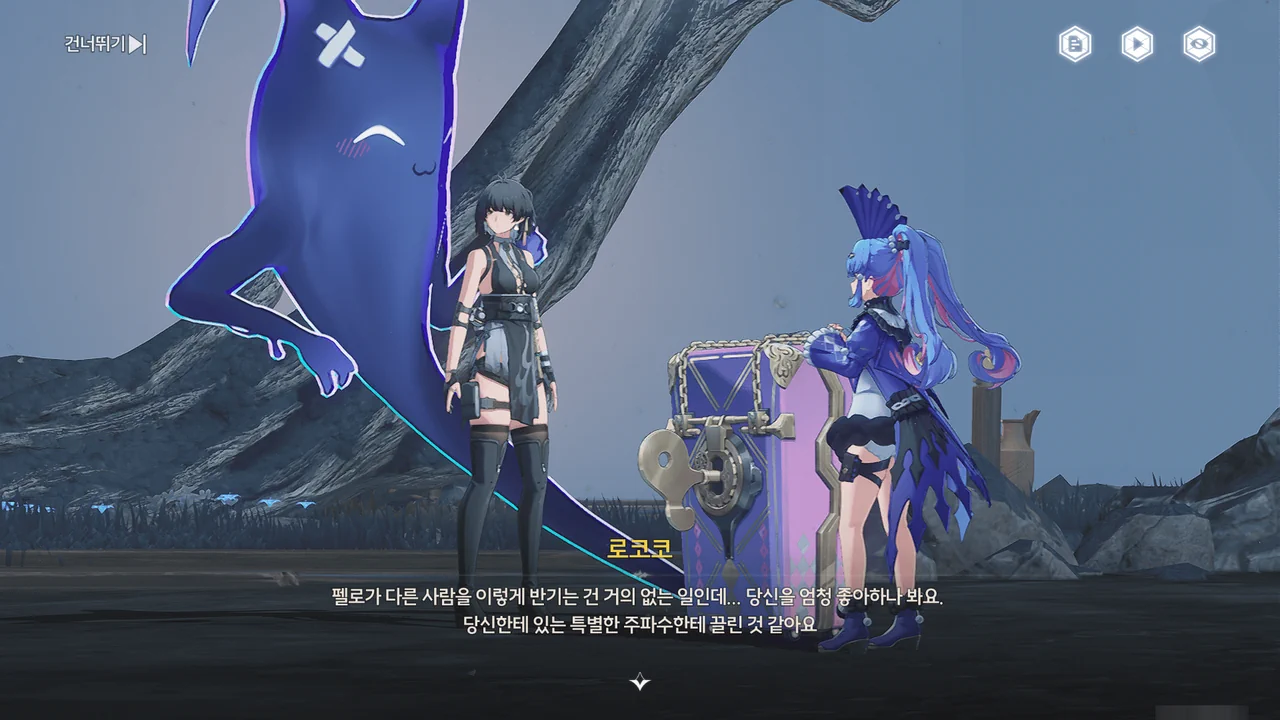 건너뛰기
로코코
펠로가 다른 사람을 이렇게 반기는 건 거의 없는 일인데... 당신을 엄청 좋아하나 봐요.
당신한테 있는 특별한 주파수한테 끌린 것 같아요